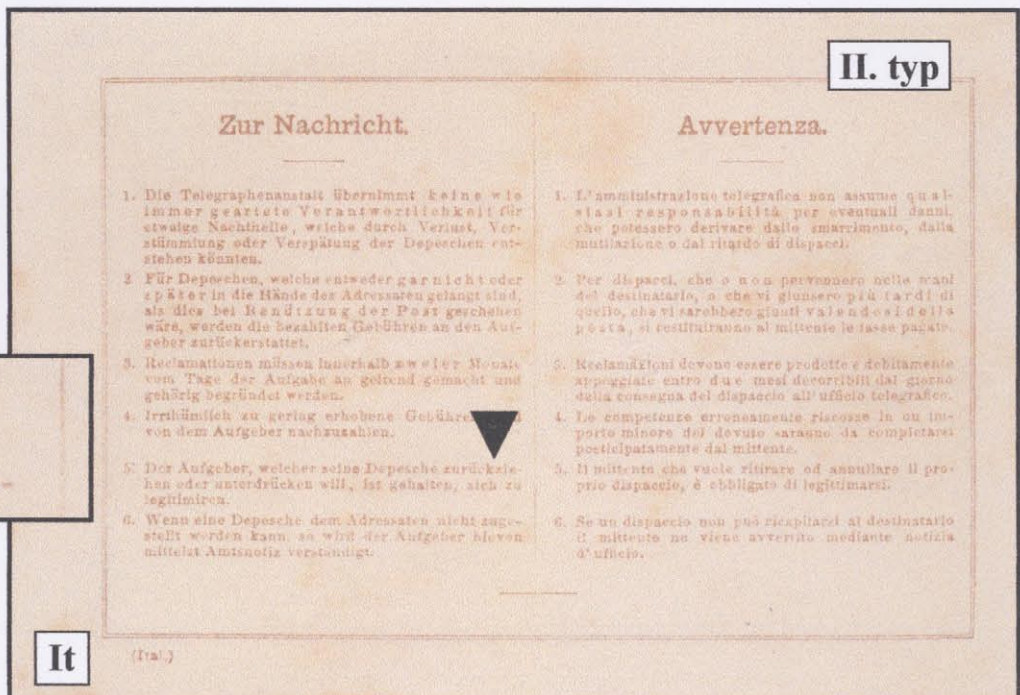 II. typ
Zur Nachricht.
1. Die Telegraphenanstalt übernimmt keine wie
immer geartete Verantwortlichkeit für
etwaige Nachtheile, welche durch Verlust, Ver-
stümmlung oder Verspätung der Depeschen ent-
stehen könnten.
2 Für Depeschen, welche entweder gar nicht oder
später in die Hände des Adressaten gelangt sind,
als dies bei Benützung der Post geschehen
wäre, werden die bezahlten Gebühren an den Auf-
geber zurückerstattet.
3. Reclamationen müssen innerhalb zweier Monate
vom Tage der Aufgabe an geltend gemacht und
gehörig begründet werden.
4. Irrthümlich zu gering erhobene Gebühren
von dem Aufgeber nachzuzahlen.
5. Der Aufgeber, welcher seine Depesche zurückzie-
hen oder unterdrücken will, ist gehalten, sich zu
legitimiren.
6. Wenn eine Depesche dem Adressaten nicht zuge-
stellt werden kann, so wird der Aufgeber hievon
mittelst Amtsnotiz verständigt.
Avvertenza.
1. L'amministrazione telegrafica non assume qual-
siasi responsabilità per eventuali danni,
che potessero derivare dallo smarrimento, dalla
mutilazione o dal ritardo di dispacci.
2. Per dispacci, che o non pervennero nelle mani
del destinatario, o che vi giunsero più tardi di
quello, che vi sarebbero giunti valendosi della
posta, si restituiranno al mittente le tasse pagate.
3. Reclamazioni devono essere prodotte e debitamente
appoggiate entro due mesi decorribili dal giorno
della consegna del dispaccio all' ufficio telegrafico.
4. Le competenze erroneamente riscosse in un im-
porto minore del dovuto saranno da completarsi
posticipatamente dal mittente.
5. Il mittente che vuole ritirare od annullare il pro-
prio dispaccio, è obbligato di legittimarsi.
6. Se un dispaccio non può ricapitarsi al destinatario
il mittente ne viene avvertito mediante notizia
d' ufficio.
It
(Ital.)